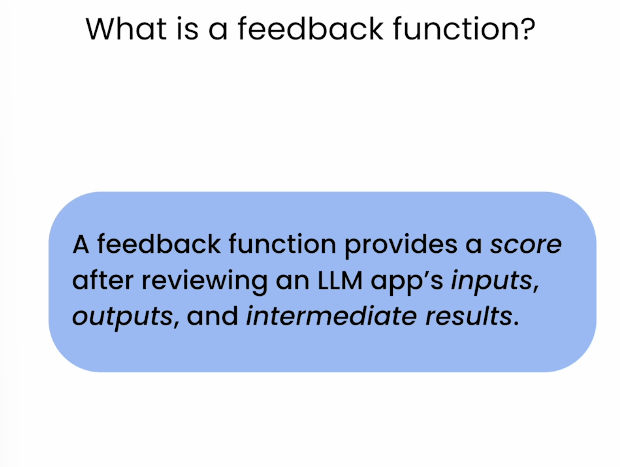 What is a feedback function?
A feedback function provides a score
after reviewing an LLM app’s inputs,
outputs, and intermediate results.